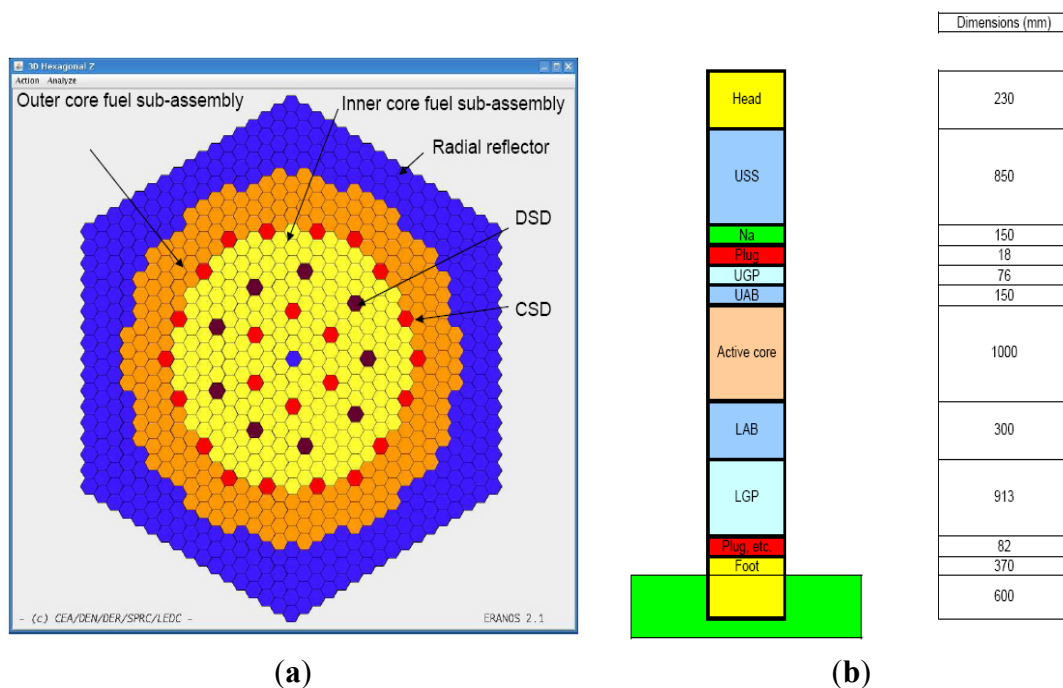 3D Hexagonal Z
Action Analyze
Outer core fuel sub-assembly
Inner core fuel sub-assembly
Radial reflector
DSD
CSD
- (c) CEA/DEN/DER/SPRC/LEDC -
ERANOS 2.1
(a)
Dimensions (mm)
Head 230
USS 850
Na 150
Plug 18
UGP 76
UAB 150
Active core 1000
LAB 300
LGP 913
Plug, etc. 82
Foot 370
600
(b)